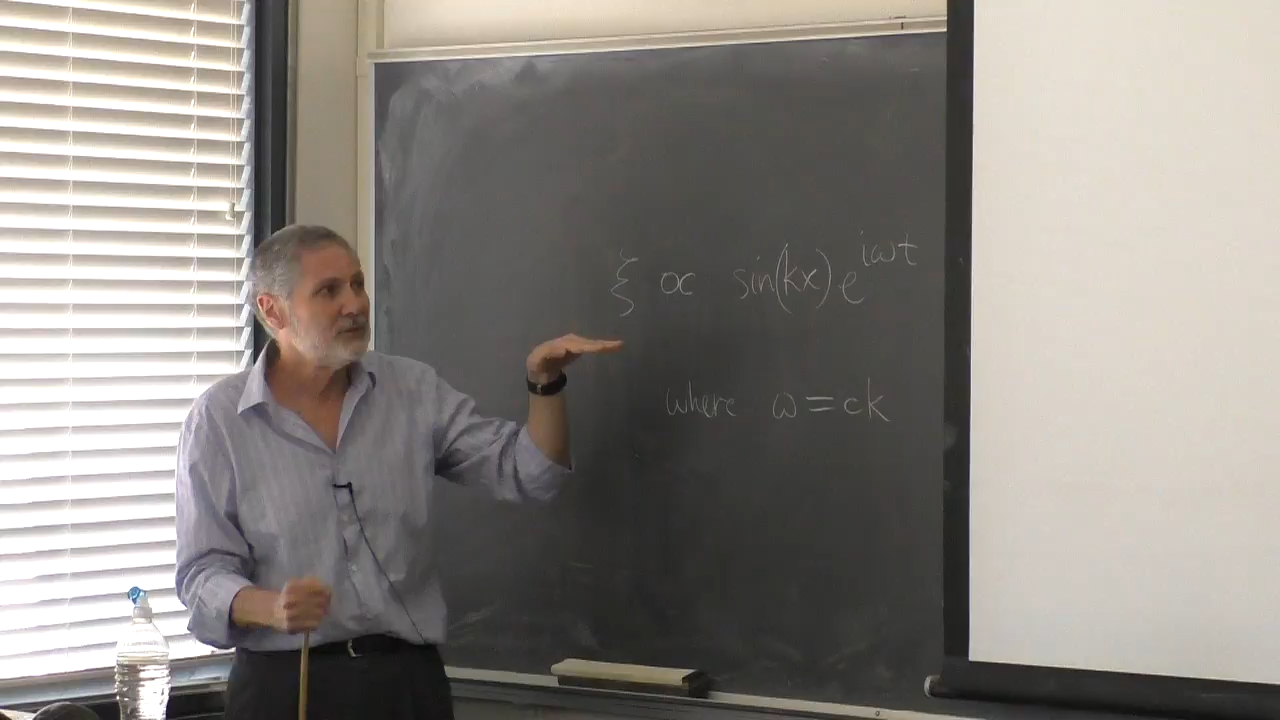 ξ ∝ sin(kx) e^{iωt}
where ω = ck